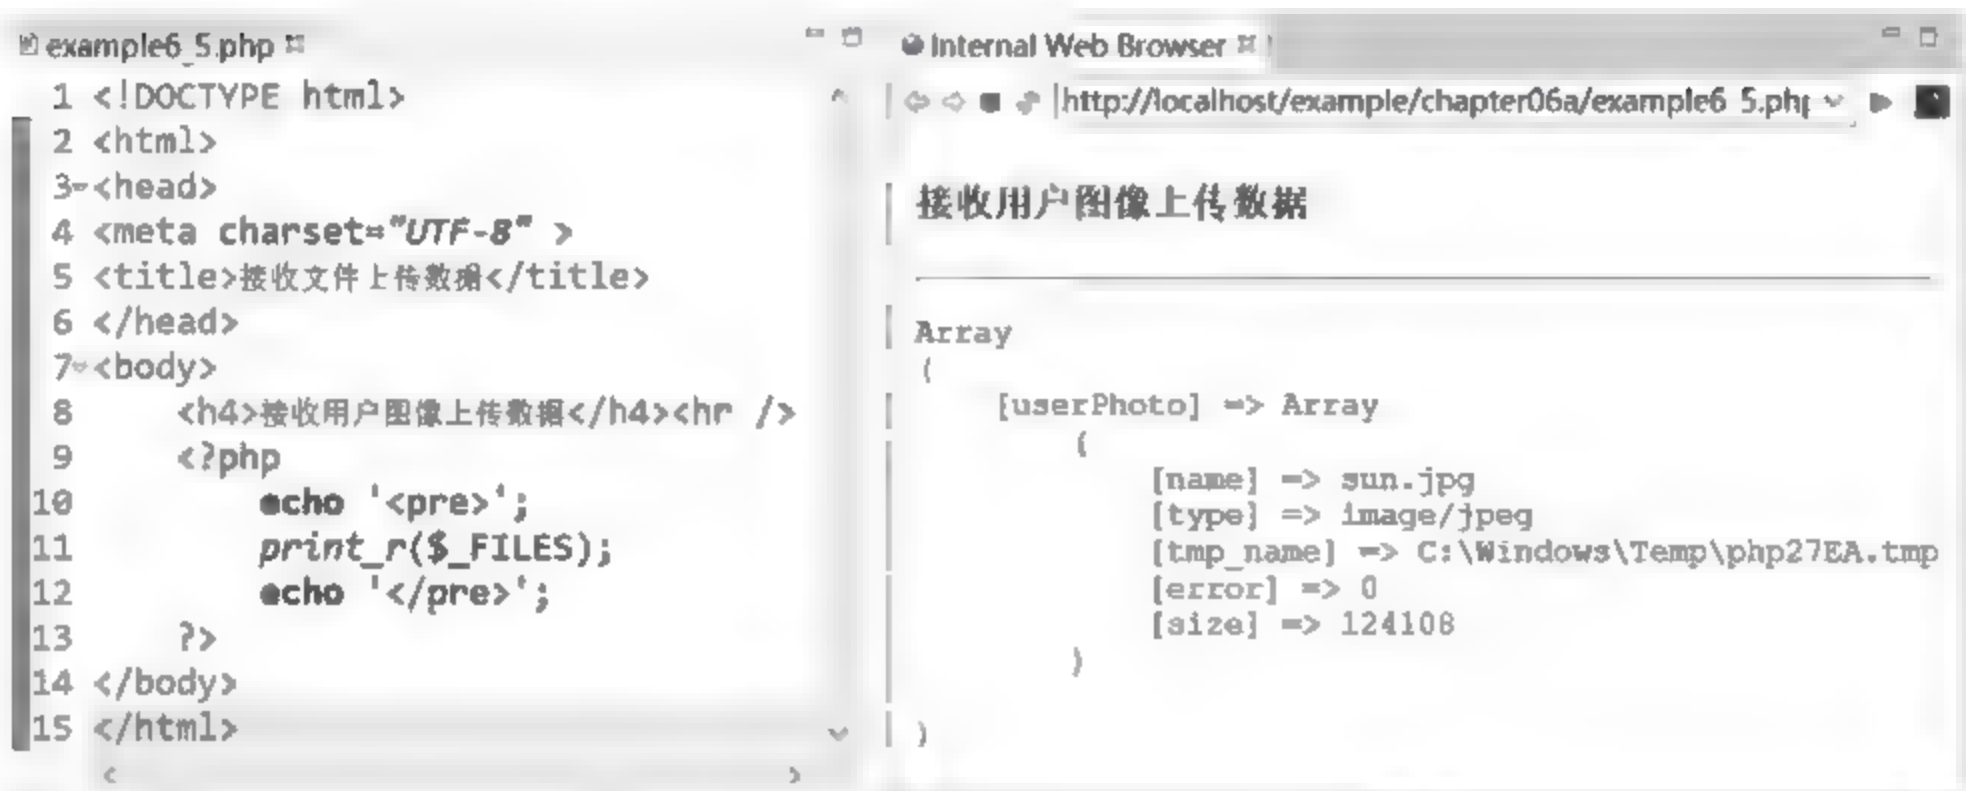 example6_5.php
1 <!DOCTYPE html>
2 <html>
3 <head>
4 <meta charset="UTF-8" >
5 <title>接收文件上传数据</title>
6 </head>
7 <body>
8 <h4>接收用户图像上传数据</h4><hr />
9 <?php
10 echo '<pre>';
11 print_r($_FILES);
12 echo '</pre>';
13 ?>
14 </body>
15 </html>
Internal Web Browser
http://localhost/example/chapter06a/example6_5.php
接收用户图像上传数据
Array
(
[userPhoto] => Array
(
[name] => sun.jpg
[type] => image/jpeg
[tmp_name] => C:\Windows\Temp\php27EA.tmp
[error] => 0
[size] => 124108
)
)